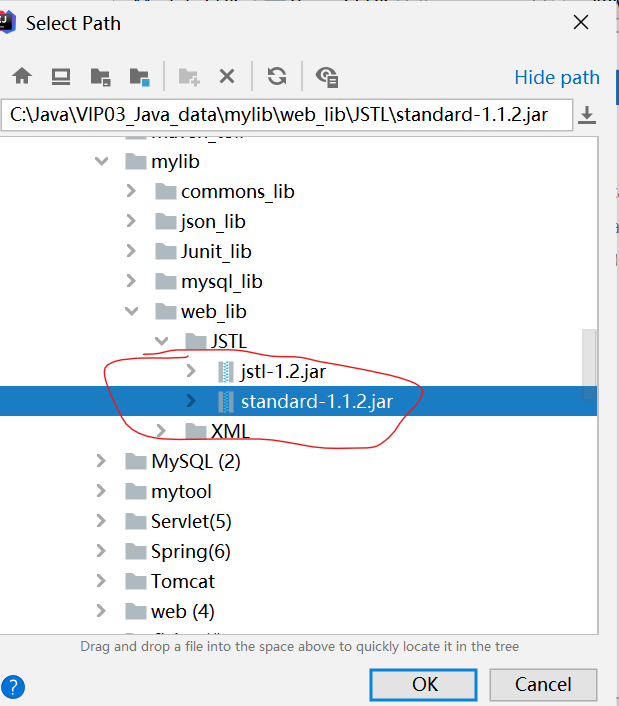 Select Path
Hide path
C:\Java\VIP03_Java_data\mylib\web_lib\JSTL\standard-1.1.2.jar
mylib
commons_lib
json_lib
Junit_lib
mysql_lib
web_lib
JSTL
jstl-1.2.jar
standard-1.1.2.jar
XML
MySQL (2)
mytool
Servlet(5)
Spring(6)
Tomcat
web (4)
Drag and drop a file into the space above to quickly locate it in the tree
?
OK
Cancel